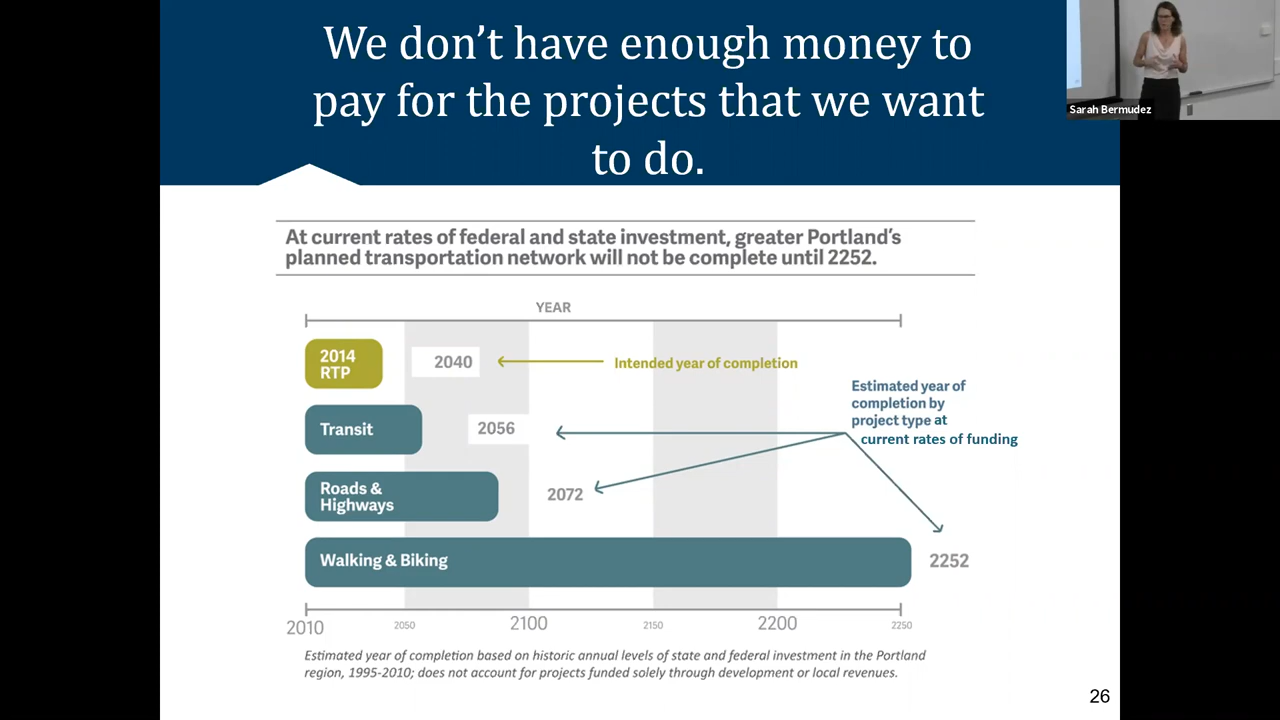 We don't have enough money to
pay for the projects that we want
to do.
Sarah Bermudez
At current rates of federal and state investment, greater Portland's
planned transportation network will not be complete until 2252.
YEAR
2014
RTP
2040
Intended year of completion
Estimated year of
completion by
project type at
current rates of funding
Transit
2056
Roads &
Highways
2072
Walking & Biking
2252
2010
2050
2100
2150
2200
2250
Estimated year of completion based on historic annual levels of state and federal investment in the Portland
region, 1995-2010; does not account for projects funded solely through development or local revenues.
26